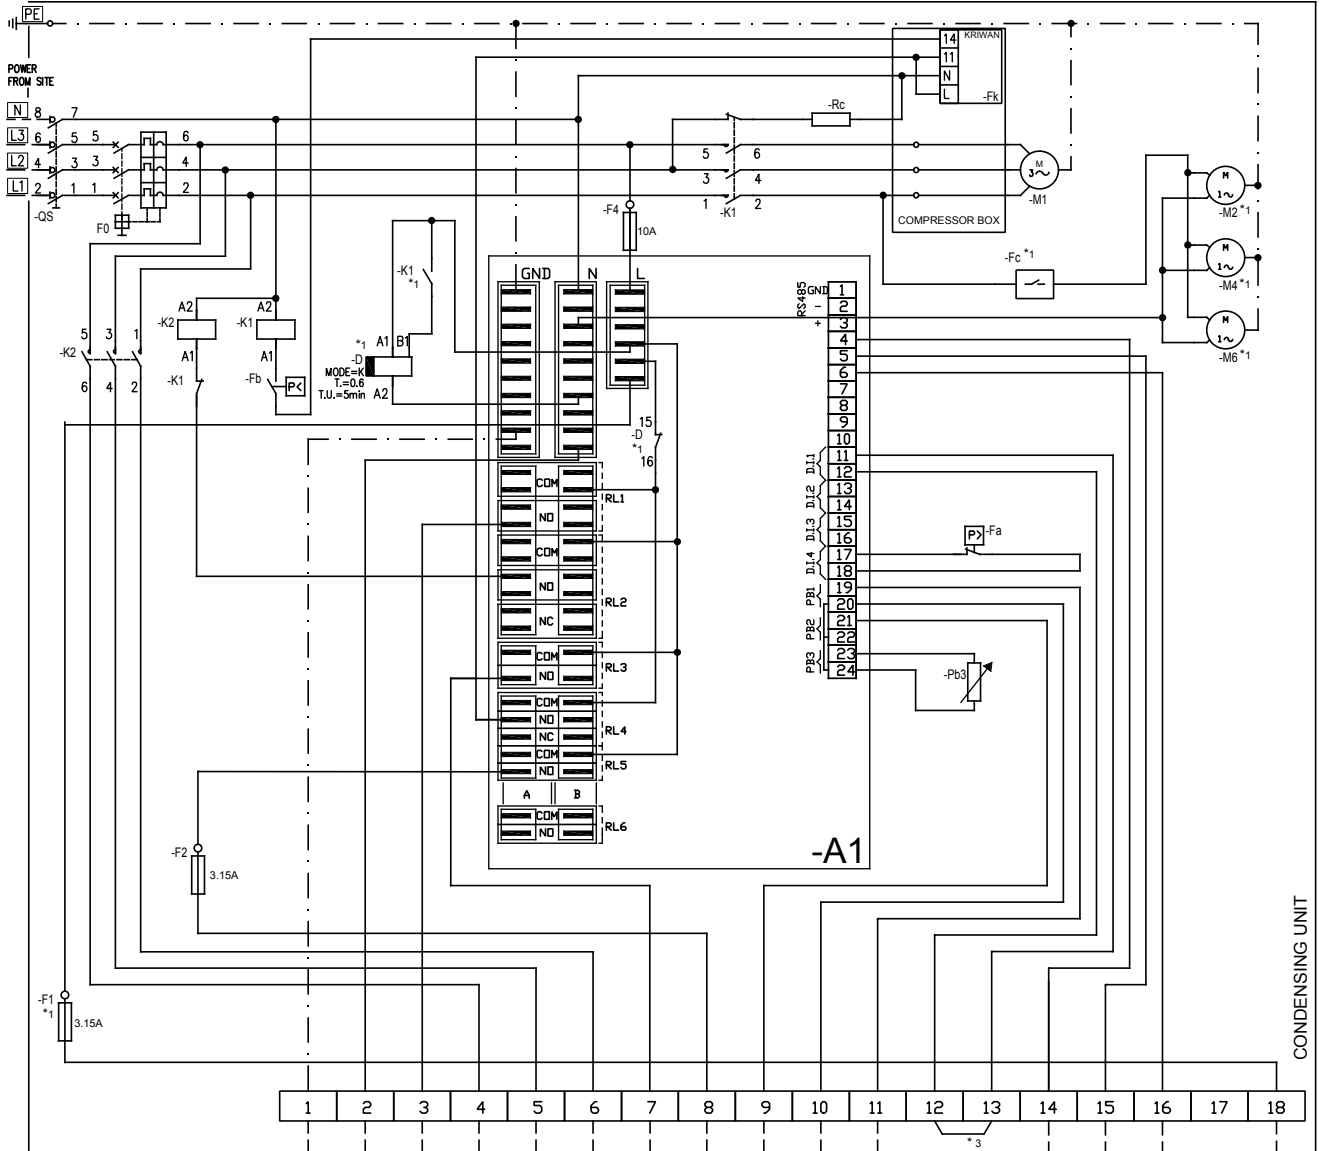 PE
POWER
FROM SITE
N 8 7
L3 6 5 5 6
L2 4 3 3 4
L1 2 1 1 2
-QS
F0
14 KRIWAN
11
N
L
-Fk
-Rc
5 6
3 4
1 2
-K1
COMPRESSOR BOX
M
3~
-M1
M
1~
-M2 *1
M
1~
-M4 *1
M
1~
-M6 *1
-Fc *1
-F4
10A
A2 A2
-K2 -K1
A1 A1
5 3 1
-K2
6 4 2
-K1
-Fb
P<
-K1
*1
*1 A1 B1
-D
MODE=K
T.=0.6
T.U.=5min A2
GND N L
15
-D
*1
16
COM
RL1
NO
COM
NO
RL2
NC
COM
RL3
NO
COM
NO
RL4
NC
COM
RL5
NO
A B
COM
RL6
NO
RS485
GND 1
- 2
+ 3
4
5
6
7
8
9
10
11
D.I.1
12
13
D.I.2
14
15
D.I.3
16
17
D.I.4
18
19
PB1
20
21
PB2
22
23
PB3
24
P>
-Fa
-Pb3
-A1
-F2
3.15A
-F1
*1
3.15A
CONDENSING UNIT
1 2 3 4 5 6 7 8 9 10 11 12 13 14 15 16 17 18
* 3